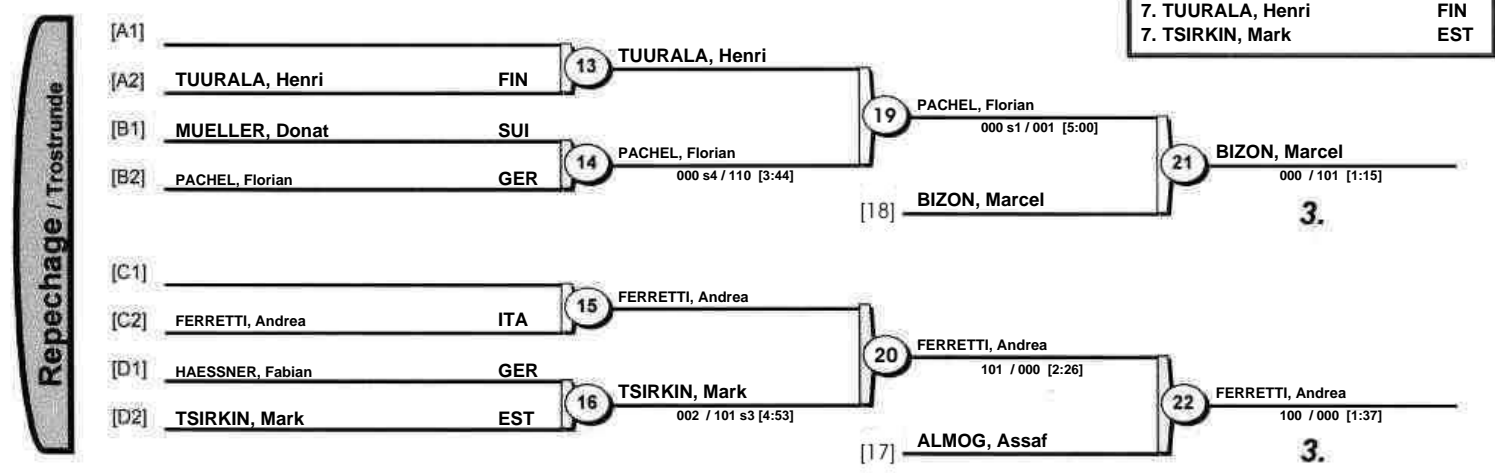 7. TUURALA, Henri FIN
7. TSIRKIN, Mark EST
Repechage / Trostrunde
[A1]
13 TUURALA, Henri
[A2] TUURALA, Henri FIN
19 PACHEL, Florian
000 s1 / 001 [5:00]
[B1] MUELLER, Donat SUI
14 PACHEL, Florian
000 s4 / 110 [3:44]
[B2] PACHEL, Florian GER
21 BIZON, Marcel
000 / 101 [1:15]
[18] BIZON, Marcel
3.
[C1]
15 FERRETTI, Andrea
[C2] FERRETTI, Andrea ITA
20 FERRETTI, Andrea
101 / 000 [2:26]
[D1] HAESSNER, Fabian GER
16 TSIRKIN, Mark
002 / 101 s3 [4:53]
[D2] TSIRKIN, Mark EST
22 FERRETTI, Andrea
100 / 000 [1:37]
[17] ALMOG, Assaf
3.